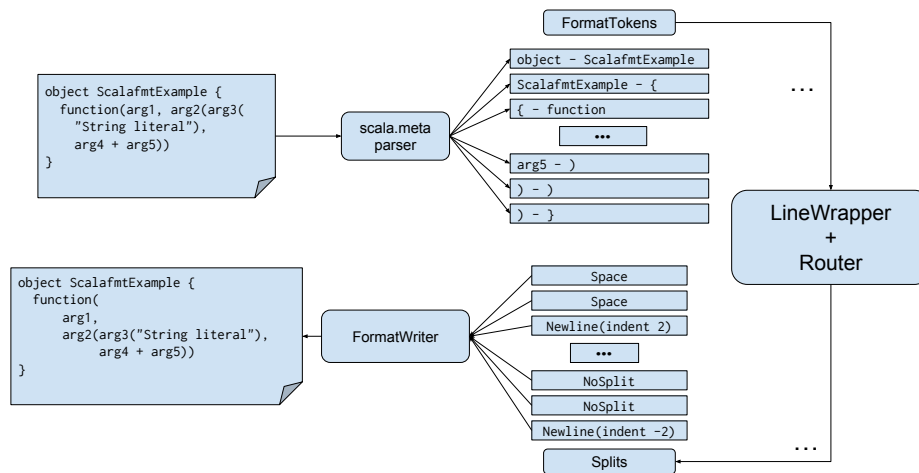 FormatTokens
object - ScalafmtExample
ScalafmtExample - {
{ - function
...
arg5 - )
) - )
) - }
object ScalafmtExample {
  function(arg1, arg2(arg3(
    "String literal"),
    arg4 + arg5))
}
scala.meta
parser
...
LineWrapper
+
Router
object ScalafmtExample {
  function(
      arg1,
      arg2(arg3("String literal"),
           arg4 + arg5))
}
FormatWriter
Space
Space
Newline(indent 2)
...
NoSplit
NoSplit
Newline(indent -2)
...
Splits